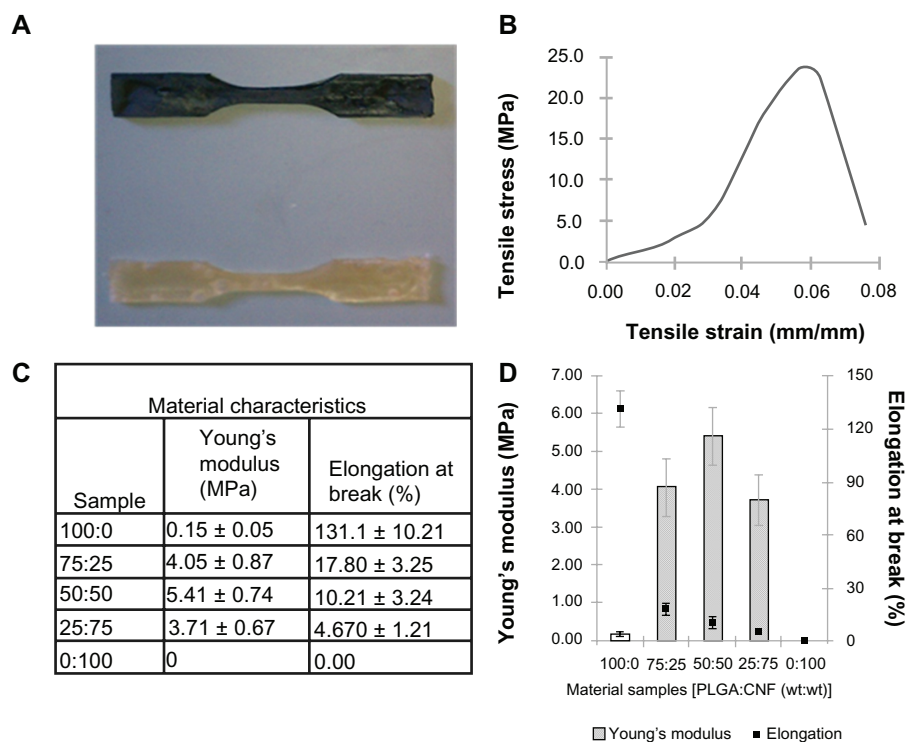 A
B
25.0
20.0
15.0
10.0
5.0
0.0
Tensile stress (MPa)
0.00 0.02 0.04 0.06 0.08
Tensile strain (mm/mm)
C
Material characteristics
Sample Young's modulus (MPa) Elongation at break (%)
100:0 0.15 ± 0.05 131.1 ± 10.21
75:25 4.05 ± 0.87 17.80 ± 3.25
50:50 5.41 ± 0.74 10.21 ± 3.24
25:75 3.71 ± 0.67 4.670 ± 1.21
0:100 0 0.00
D
7.00
6.00
5.00
4.00
3.00
2.00
1.00
0.00
Young's modulus (MPa)
150
120
90
60
30
0
Elongation at break (%)
100:0 75:25 50:50 25:75 0:100
Material samples [PLGA:CNF (wt:wt)]
Young's modulus Elongation